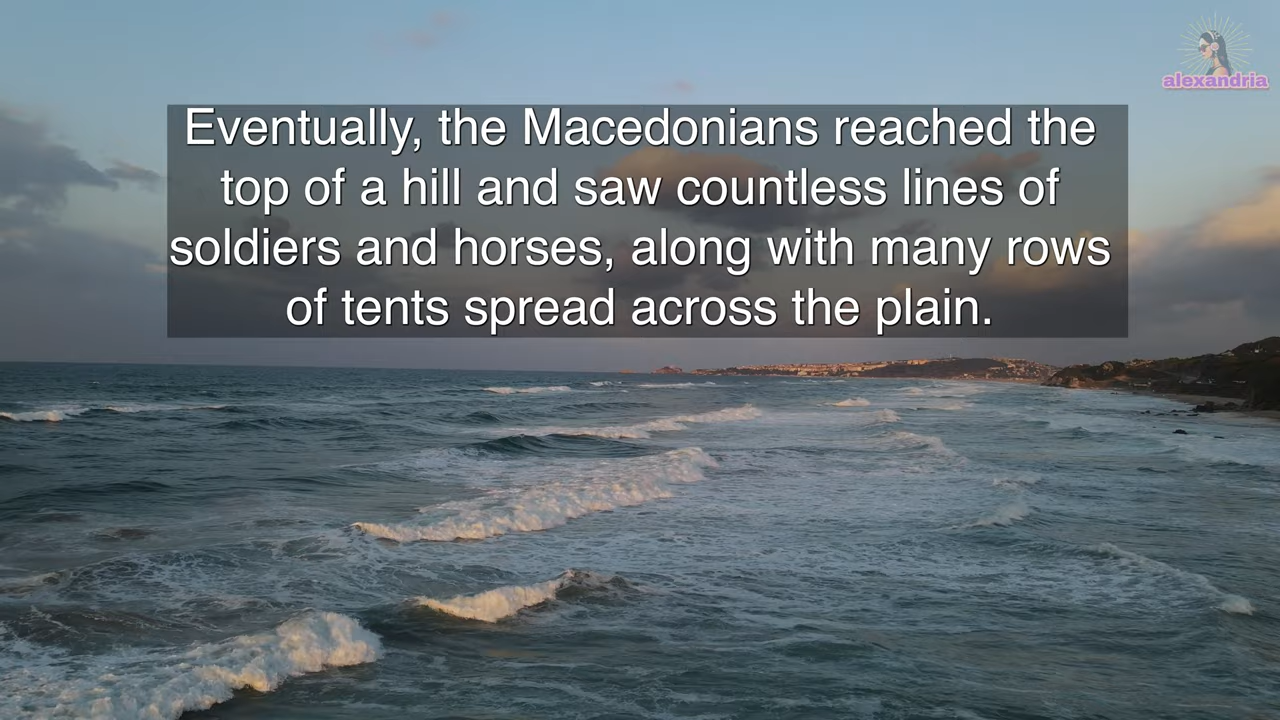 alexandria
Eventually, the Macedonians reached the
top of a hill and saw countless lines of
soldiers and horses, along with many rows
of tents spread across the plain.